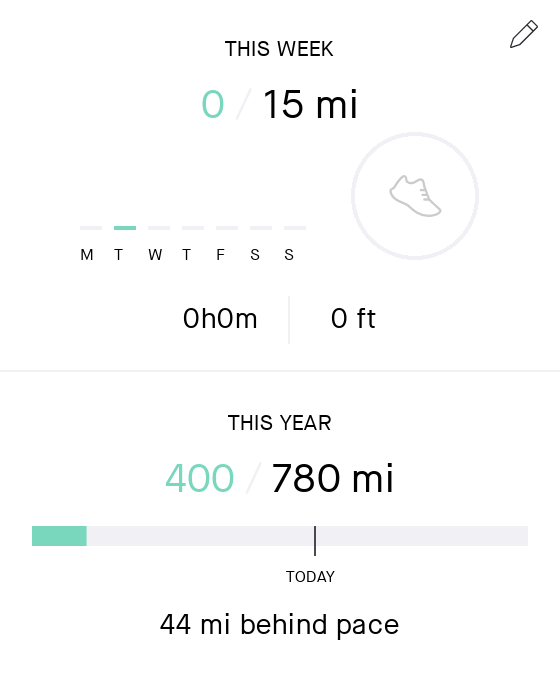 THIS WEEK
0 / 15 mi
M T W T F S S
0h0m 0 ft
THIS YEAR
400 / 780 mi
TODAY
44 mi behind pace